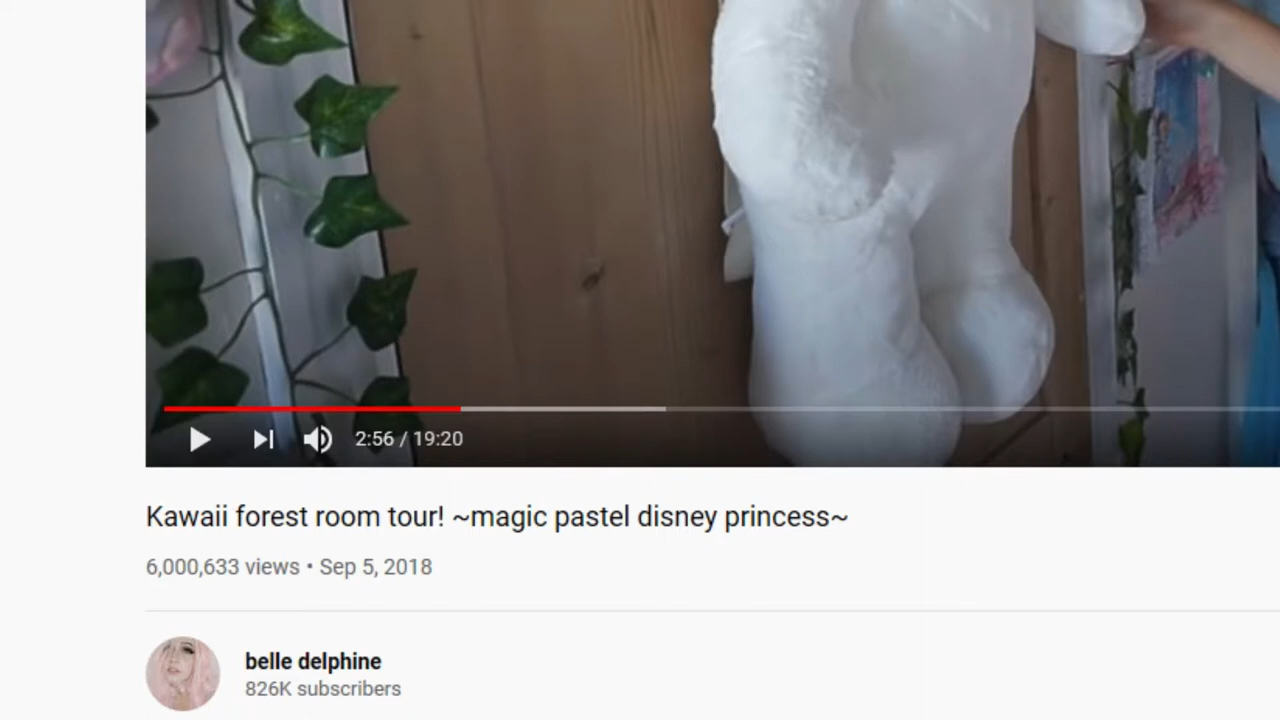 2:56 / 19:20
Kawaii forest room tour! ~magic pastel disney princess~
6,000,633 views • Sep 5, 2018
belle delphine
826K subscribers